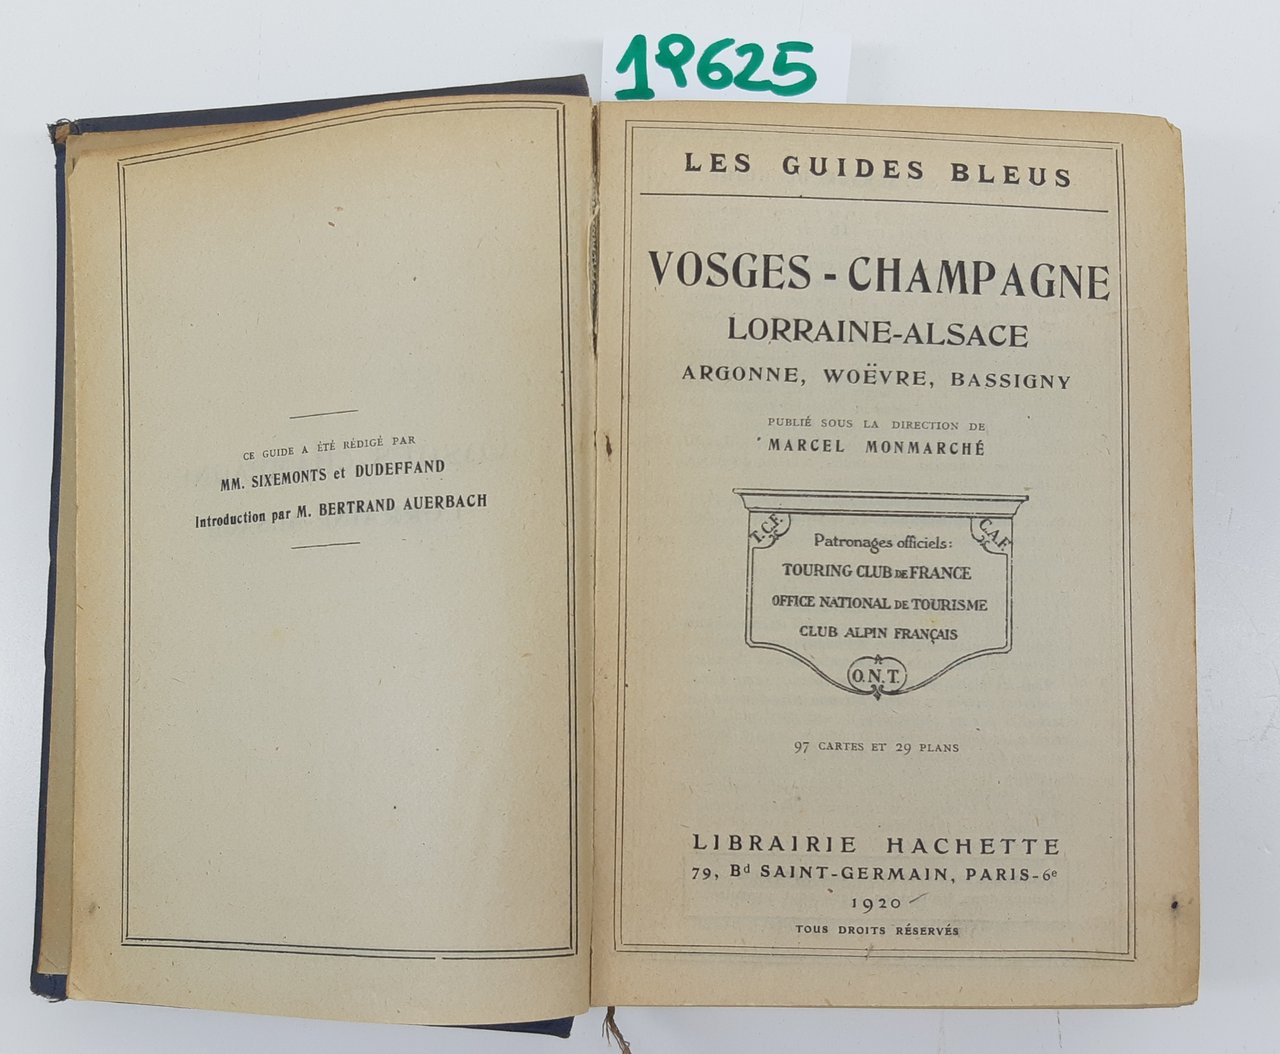 19625
CE GUIDE A ÉTÉ RÉDIGÉ PAR
MM. SIXEMONTS et DUDEFFAND
Introduction par M. BERTRAND AUERBACH
LES GUIDES BLEUS
VOSGES - CHAMPAGNE
LORRAINE-ALSACE
ARGONNE, WOËVRE, BASSIGNY
PUBLIÉ SOUS LA DIRECTION DE
MARCEL MONMARCHÉ
T.C.F. C.A.F.
Patronages officiels:
TOURING CLUB DE FRANCE
OFFICE NATIONAL DE TOURISME
CLUB ALPIN FRANÇAIS
O.N.T.
97 CARTES ET 29 PLANS
LIBRAIRIE HACHETTE
79, Bd SAINT-GERMAIN, PARIS-6e
1920
TOUS DROITS RÉSERVÉS